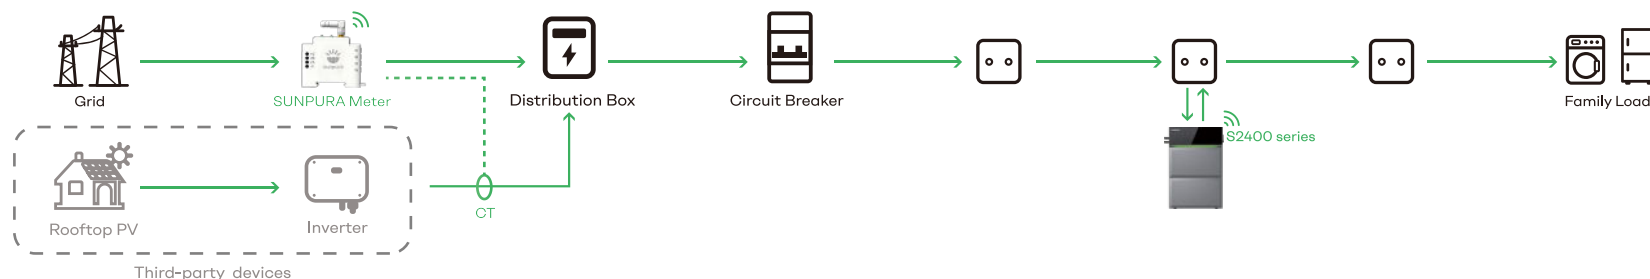 Grid
SUNPURA Meter
Distribution Box
Circuit Breaker
Family Load
S2400 series
CT
Rooftop PV
Inverter
Third-party devices